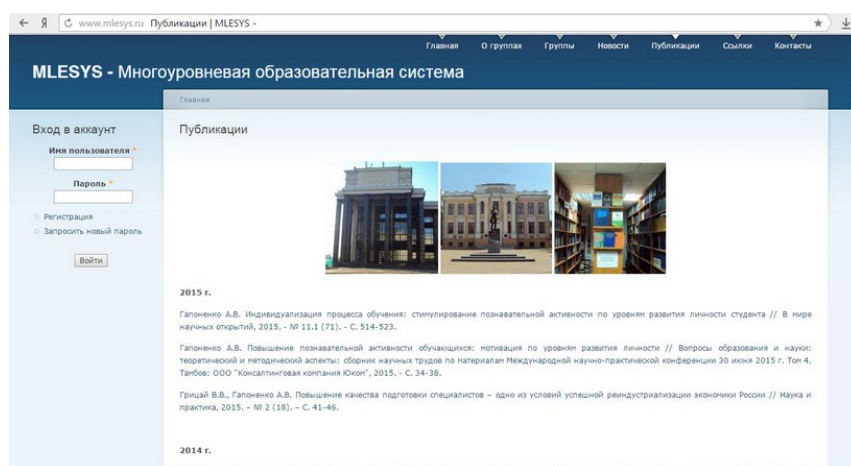 www.mlesys.ru Публикации | MLESYS -
Главная О группах Группы Новости Публикации Ссылки Контакты
MLESYS - Многоуровневая образовательная система
Главная
Вход в аккаунт
Имя пользователя *
Пароль *
Регистрация
Запросить новый пароль
Войти
Публикации
2015 г.
Гапоненко А.В. Индивидуализация процесса обучения: стимулирование познавательной активности по уровням развития личности студента // В мире
научных открытий, 2015. - № 11.1 (71). - С. 514-523.
Гапоненко А.В. Повышение познавательной активности обучающихся: мотивация по уровням развития личности // Вопросы образования и науки:
теоретический и методический аспекты: сборник научных трудов по материалам Международной научно-практической конференции 30 июня 2015 г. Том 4.
Тамбов: ООО "Консалтинговая компания Юком", 2015. - С. 34-38.
Грицай В.В., Гапоненко А.В. Повышение качества подготовки специалистов – одно из условий успешной реиндустриализации экономики России // Наука и
практика, 2015. – № 2 (18). – С. 41-46.
2014 г.